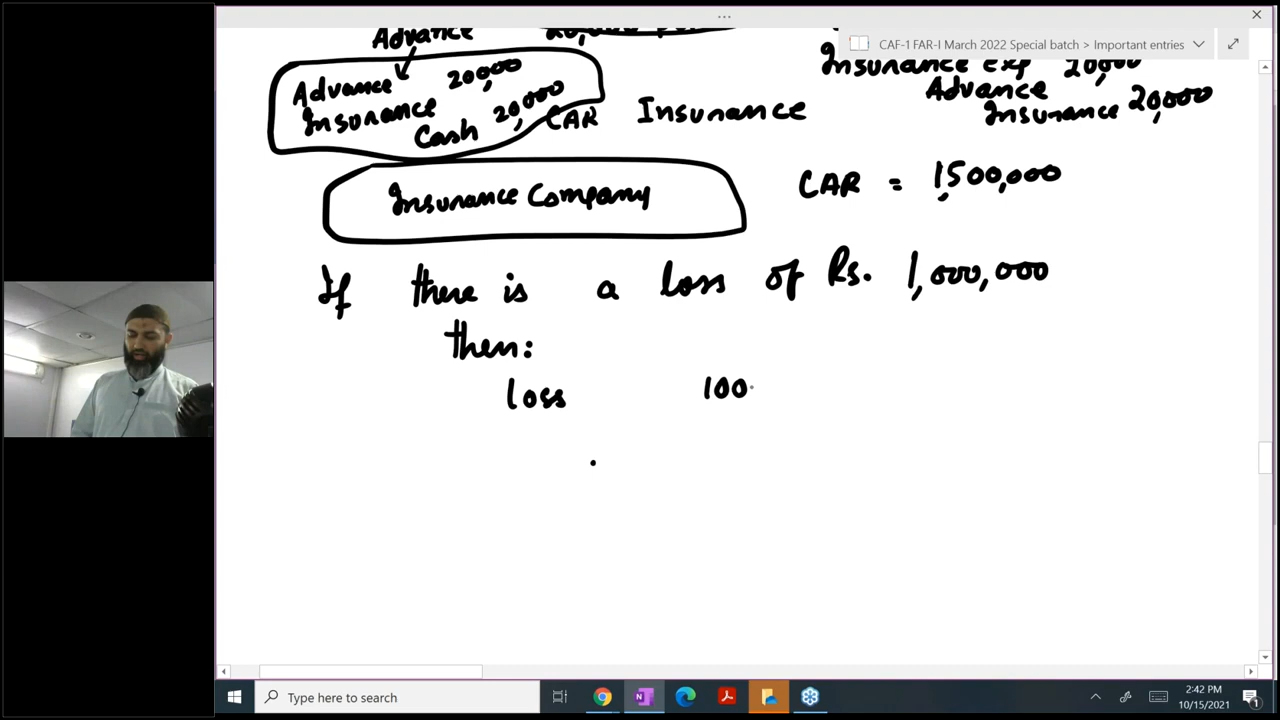 CAF-1 FAR-I March 2022 Special batch > Important entries
Advance
Advance 20,000
Insurance
Cash 20,000
CAR Insurance
Insurance exp 20,000
Advance
Insurance 20,000
Insurance Company
CAR = 1,500,000
If there is a loss of Rs. 1,000,000
then:
loss 100
Type here to search
2:42 PM
10/15/2021